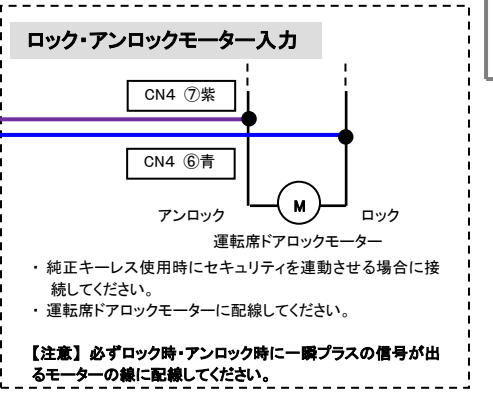 ロック・アンロックモーター入力
CN4 ⑦紫
CN4 ⑥青
M
アンロック
ロック
運転席ドアロックモーター
・ 純正キーレス使用時にセキュリティを連動させる場合に接
続してください。
・ 運転席ドアロックモーターに配線してください。
【注意】 必ずロック時・アンロック時に一瞬プラスの信号が出
るモーターの線に配線してください。